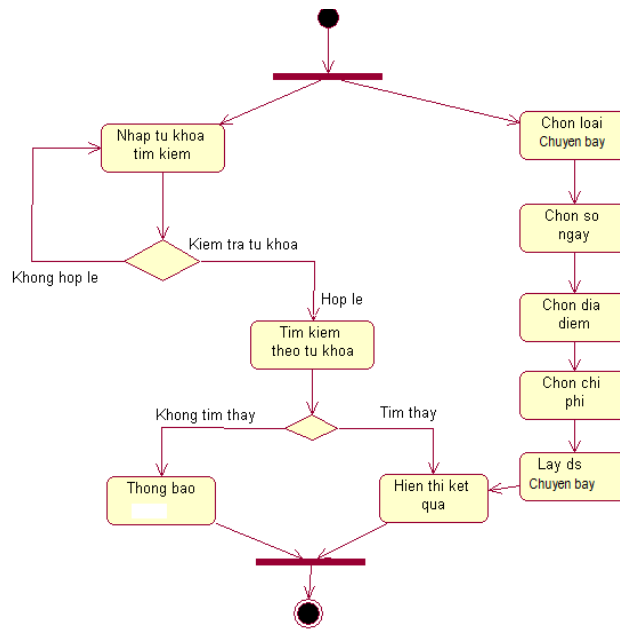 Nhap tu khoa
tim kiem
Chon loai
Chuyen bay
Chon so
ngay
Kiem tra tu khoa
Khong hop le
Hop le
Chon dia
diem
Tim kiem
theo tu khoa
Chon chi
phi
Khong tim thay
Tim thay
Thong bao
Hien thi ket
qua
Lay ds
Chuyen bay